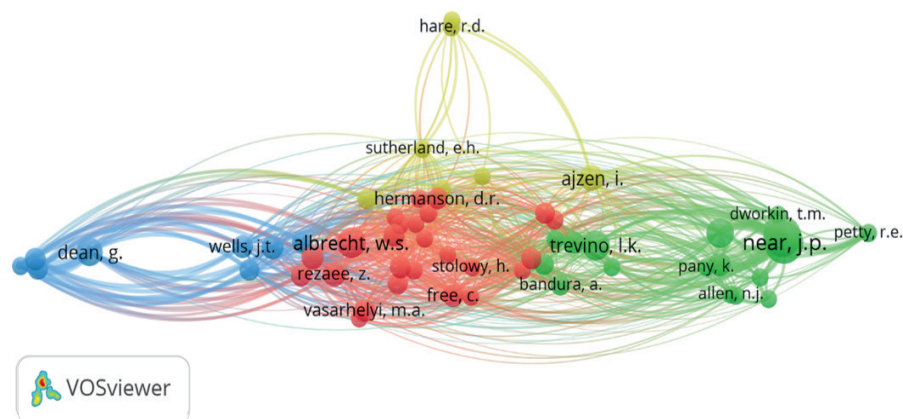 hare, r.d.
sutherland, e.h.
ajzen, i.
hermanson, d.r.
dworkin, t.m.
petty, r.e.
near, j.p.
trevino, l.k.
albrecht, w.s.
wells, j.t.
dean, g.
rezaee, z.
stolowy, h.
pany, k.
bandura, a.
allen, n.j.
free, c.
vasarhelyi, m.a.
VOSviewer